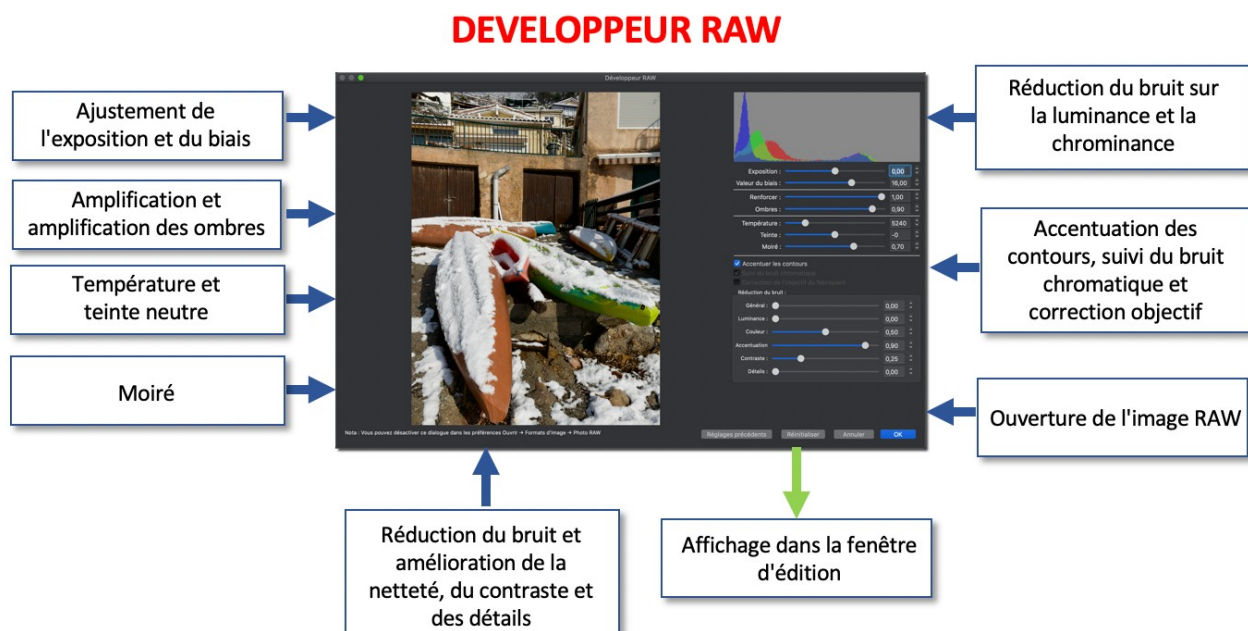 DEVELOPPEUR RAW
Ajustement de
l'exposition et du biais
Amplification et
amplification des ombres
Température et
teinte neutre
Moiré
Développeur RAW
Exposition : 0,00
Valeur du biais : 16,00
Renforcer : 1,00
Ombres : 0,90
Température : 5240
Teinte : -0
Moiré : 0,70
Accentuer les contours
Suivi du bruit chromatique
Correction de l'objectif du fabricant
Réduction du bruit :
Général : 0,00
Luminance : 0,00
Couleur : 0,50
Accentuation 0,90
Contraste : 0,25
Détails : 0,00
Nota : Vous pouvez désactiver ce dialogue dans les préférences Ouvrir → Formats d'image → Photo RAW
Réglages précédents Réinitialiser Annuler OK
Réduction du bruit sur
la luminance et la
chrominance
Accentuation des
contours, suivi du bruit
chromatique et
correction objectif
Ouverture de l'image RAW
Réduction du bruit et
amélioration de la
netteté, du contraste et
des détails
Affichage dans la fenêtre
d'édition